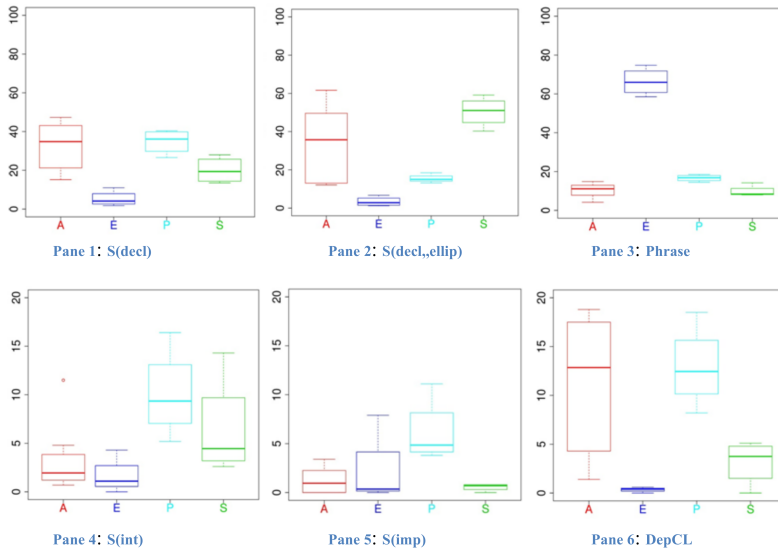 100
80
60
40
20
0
A E P S
Pane 1: S(decl)
100
80
60
40
20
0
A E P S
Pane 2: S(decl,,ellip)
100
80
60
40
20
0
A E P S
Pane 3: Phrase
20
15
10
5
0
A E P S
Pane 4: S(int)
20
15
10
5
0
A E P S
Pane 5: S(imp)
20
15
10
5
0
A E P S
Pane 6: DepCL